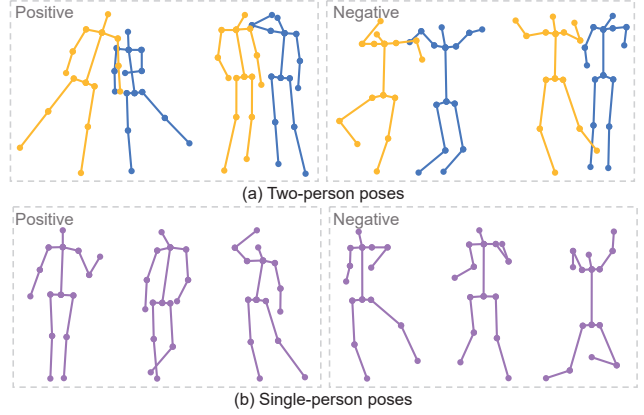 Positive
Negative
(a) Two-person poses
Positive
Negative
(b) Single-person poses